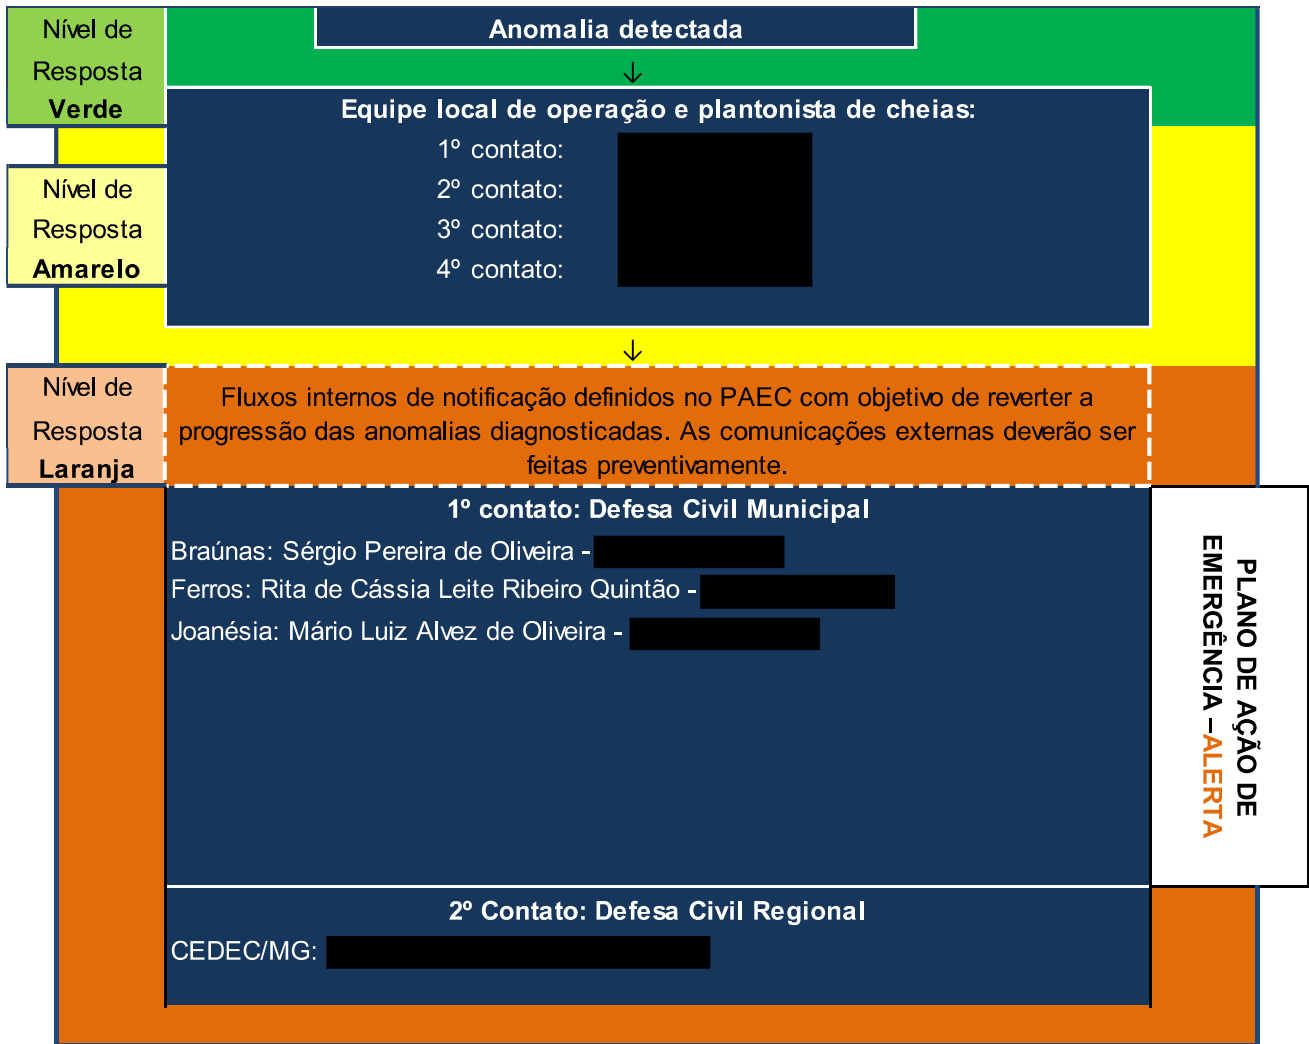 Nível de
Resposta
Verde
Anomalia detectada
↓
Equipe local de operação e plantonista de cheias:
1º contato:
2º contato:
3º contato:
4º contato:
Nível de
Resposta
Amarelo
↓
Nível de
Resposta
Laranja
Fluxos internos de notificação definidos no PAEC com objetivo de reverter a
progressão das anomalias diagnosticadas. As comunicações externas deverão ser
feitas preventivamente.
1º contato: Defesa Civil Municipal
Braúnas: Sérgio Pereira de Oliveira -
Ferros: Rita de Cássia Leite Ribeiro Quintão -
Joanésia: Mário Luiz Alvez de Oliveira -
PLANO DE AÇÃO DE
EMERGÊNCIA –ALERTA
2º Contato: Defesa Civil Regional
CEDEC/MG: